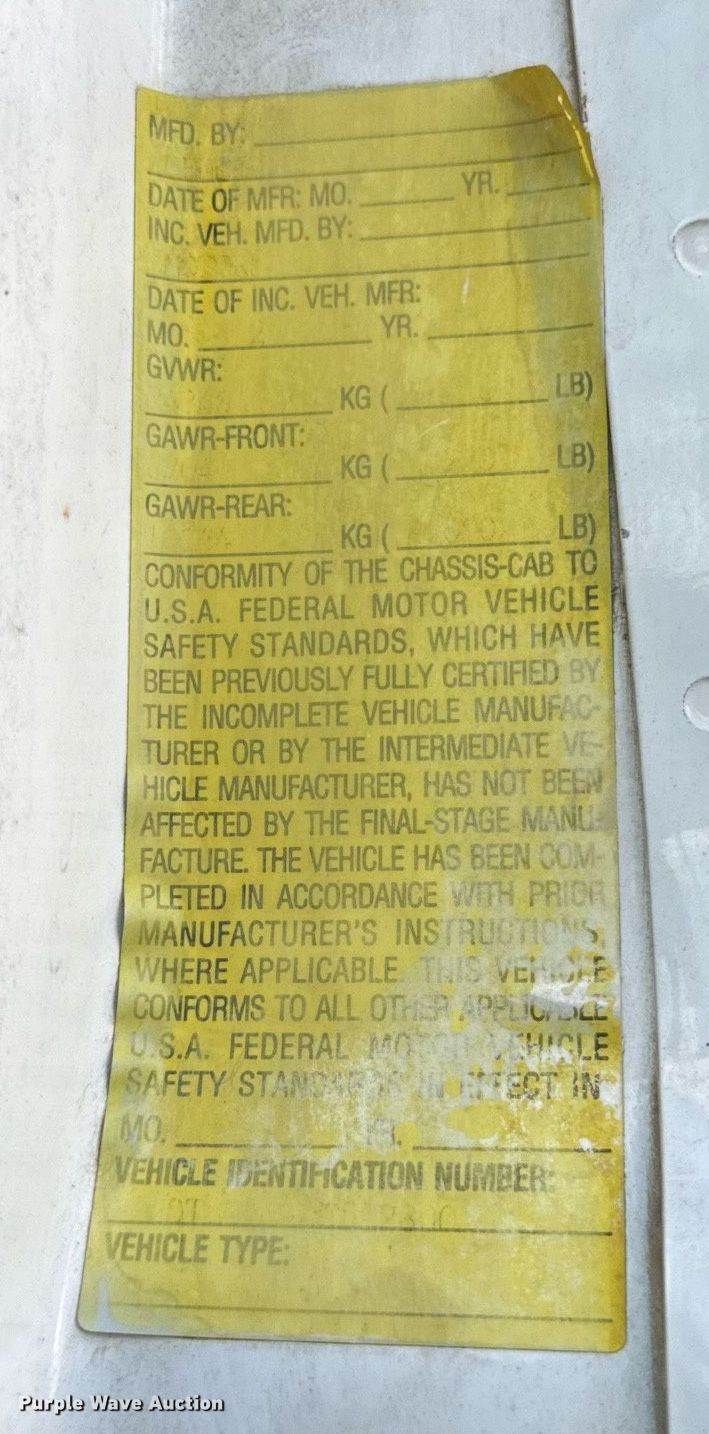 MFD. BY:
DATE OF MFR: MO. YR.
INC. VEH. MFD. BY:
DATE OF INC. VEH. MFR:
MO. YR.
GVWR:
KG ( LB)
GAWR-FRONT:
KG ( LB)
GAWR-REAR:
KG ( LB)
CONFORMITY OF THE CHASSIS-CAB TO
U.S.A. FEDERAL MOTOR VEHICLE
SAFETY STANDARDS, WHICH HAVE
BEEN PREVIOUSLY FULLY CERTIFIED BY
THE INCOMPLETE VEHICLE MANUFAC-
TURER OR BY THE INTERMEDIATE VE-
HICLE MANUFACTURER, HAS NOT BEEN
AFFECTED BY THE FINAL-STAGE MANU-
FACTURE. THE VEHICLE HAS BEEN COM-
PLETED IN ACCORDANCE WITH PRIOR
MANUFACTURER'S INSTRUCTIONS,
WHERE APPLICABLE. THIS VEHICLE
CONFORMS TO ALL OTHER APPLICABLE
U.S.A. FEDERAL MOTOR VEHICLE
SAFETY STANDARDS IN EFFECT IN
MO. YR.
VEHICLE IDENTIFICATION NUMBER:
VEHICLE TYPE:
Purple Wave Auction